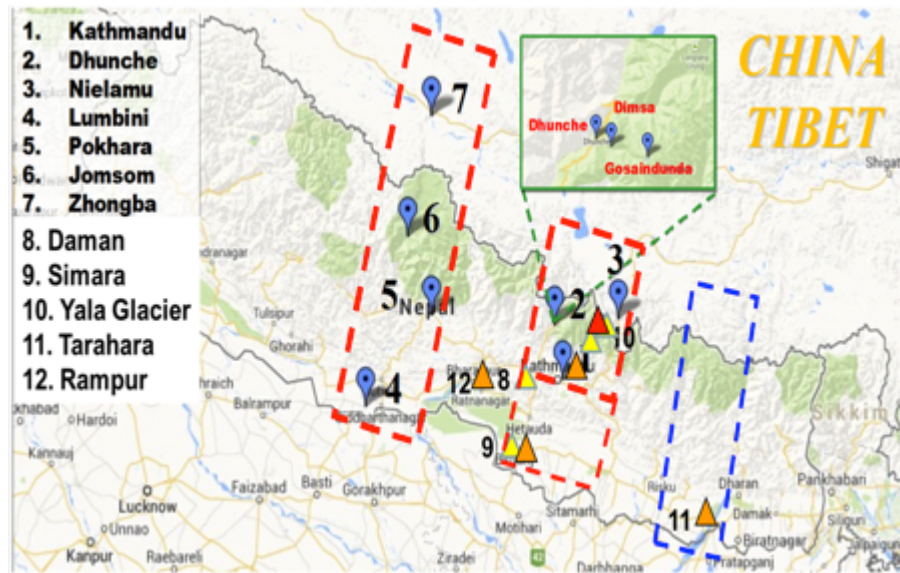 1. Kathmandu
2. Dhunche
3. Nielamu
4. Lumbini
5. Pokhara
6. Jomsom
7. Zhongba
8. Daman
9. Simara
10. Yala Glacier
11. Tarahara
12. Rampur
CHINA
TIBET
Dimsa
Dhunche
Gosaindunda
7
Shigat
6
3
5 Nepal
2
10
Tulsipur
Ghorahi
12
8
1
4
Ratnanagar
Sikkim
Balrampur
Hardoi
Hetauda
9
Kannauj
Lucknow
Faizabad
Basti
Gorakhpur
Risku
Dharan
Pankhabari
Unnao
Motihari
Sitamarhi
11
Damak
Siliguri
Kanpur
Raebareli
Ziradei
Biratnagar
Darbhanga
Pratapganj
Jalpaiguri